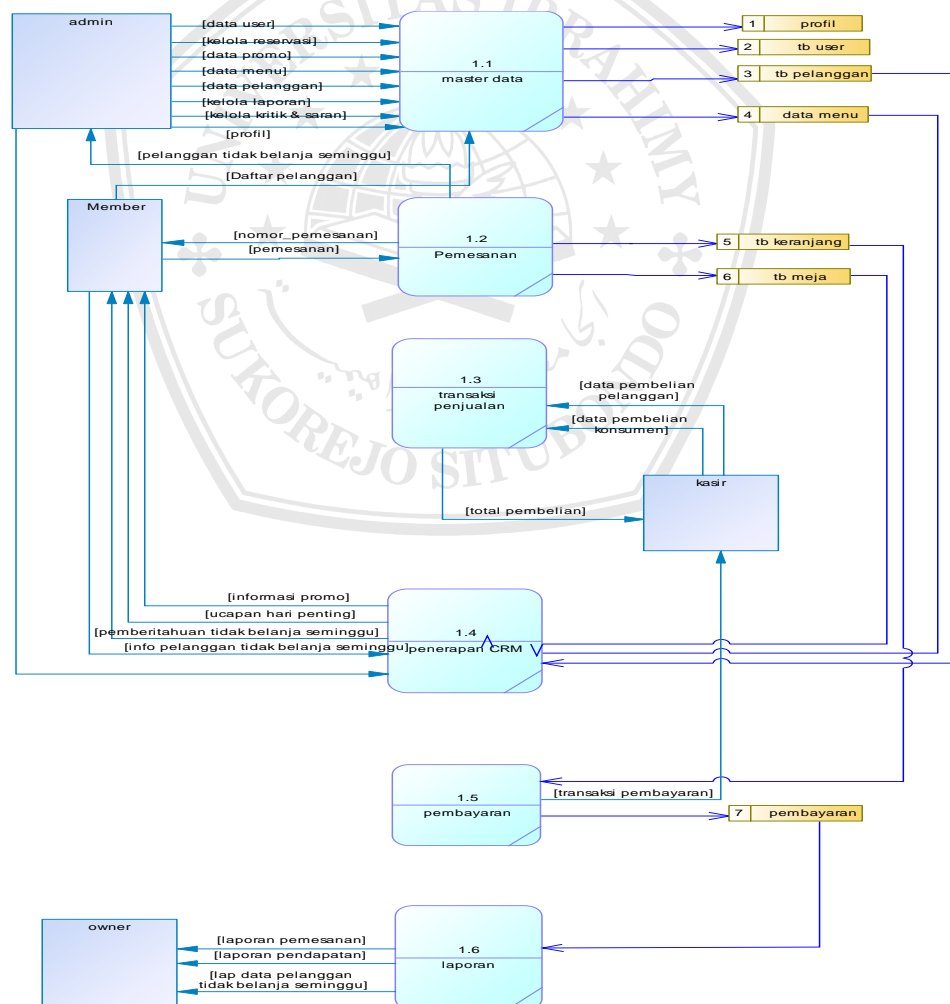 admin
[data user]
[kelola reservasi]
[data promo]
[data menu]
[data pelanggan]
[kelola laporan]
[kelola kritik & saran]
[profil]
1.1
master data
1 profil
2 tb user
3 tb pelanggan
4 data menu
[pelanggan tidak belanja seminggu]
[Daftar pelanggan]
Member
[nomor_pemesanan]
[pemesanan]
1.2
Pemesanan
5 tb keranjang
6 tb meja
1.3
transaksi
penjualan
[data pembelian
pelanggan]
[data pembelian
konsumen]
kasir
[total pembelian]
[informasi promo]
[ucapan hari penting]
[pemberitahuan tidak belanja seminggu]
[info pelanggan tidak belanja seminggu]
1.4
penerapan CRM
1.5
pembayaran
[transaksi pembayaran]
7 pembayaran
owner
[laporan pemesanan]
[laporan pendapatan]
[lap data pelanggan
tidak belanja seminggu]
1.6
laporan
UNIVERSITAS IBRAHIMY
SUKOREJO SITUBONDO